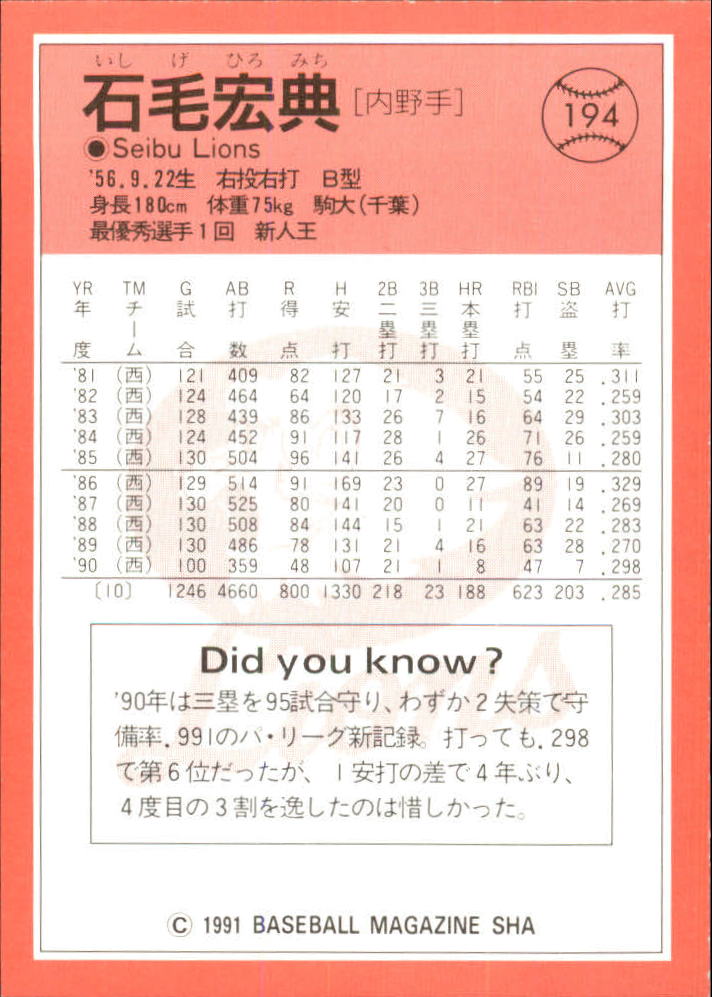 いし げ ひろ みち
石毛宏典[内野手]
194
●Seibu Lions
'56.9.22生 右投右打 B型
身長180cm 体重75kg 駒大(千葉)
最優秀選手1回 新人王
YR TM G AB R H 2B 3B HR RBI SB AVG
年度 チーム 試合 打数 得点 安打 二塁打 三塁打 本塁打 打点 盗塁 打率
'81 (西) 121 409 82 127 21 3 21 55 25 .311
'82 (西) 124 464 64 120 17 2 15 54 22 .259
'83 (西) 128 439 86 133 26 7 16 64 29 .303
'84 (西) 124 452 91 117 28 1 26 71 26 .259
'85 (西) 130 504 96 141 26 4 27 76 11 .280
'86 (西) 129 514 91 169 23 0 27 89 19 .329
'87 (西) 130 525 80 141 20 0 11 41 14 .269
'88 (西) 130 508 84 144 15 1 21 63 22 .283
'89 (西) 130 486 78 131 21 4 16 63 28 .270
'90 (西) 100 359 48 107 21 1 8 47 7 .298
〔10〕 1246 4660 800 1330 218 23 188 623 203 .285
Did you know?
'90年は三塁を95試合守り、わずか2失策で守
備率.991のパ・リーグ新記録。打っても.298
で第6位だったが、1安打の差で4年ぶり、
4度目の3割を逸したのは惜しかった。
Lions
© 1991 BASEBALL MAGAZINE SHA